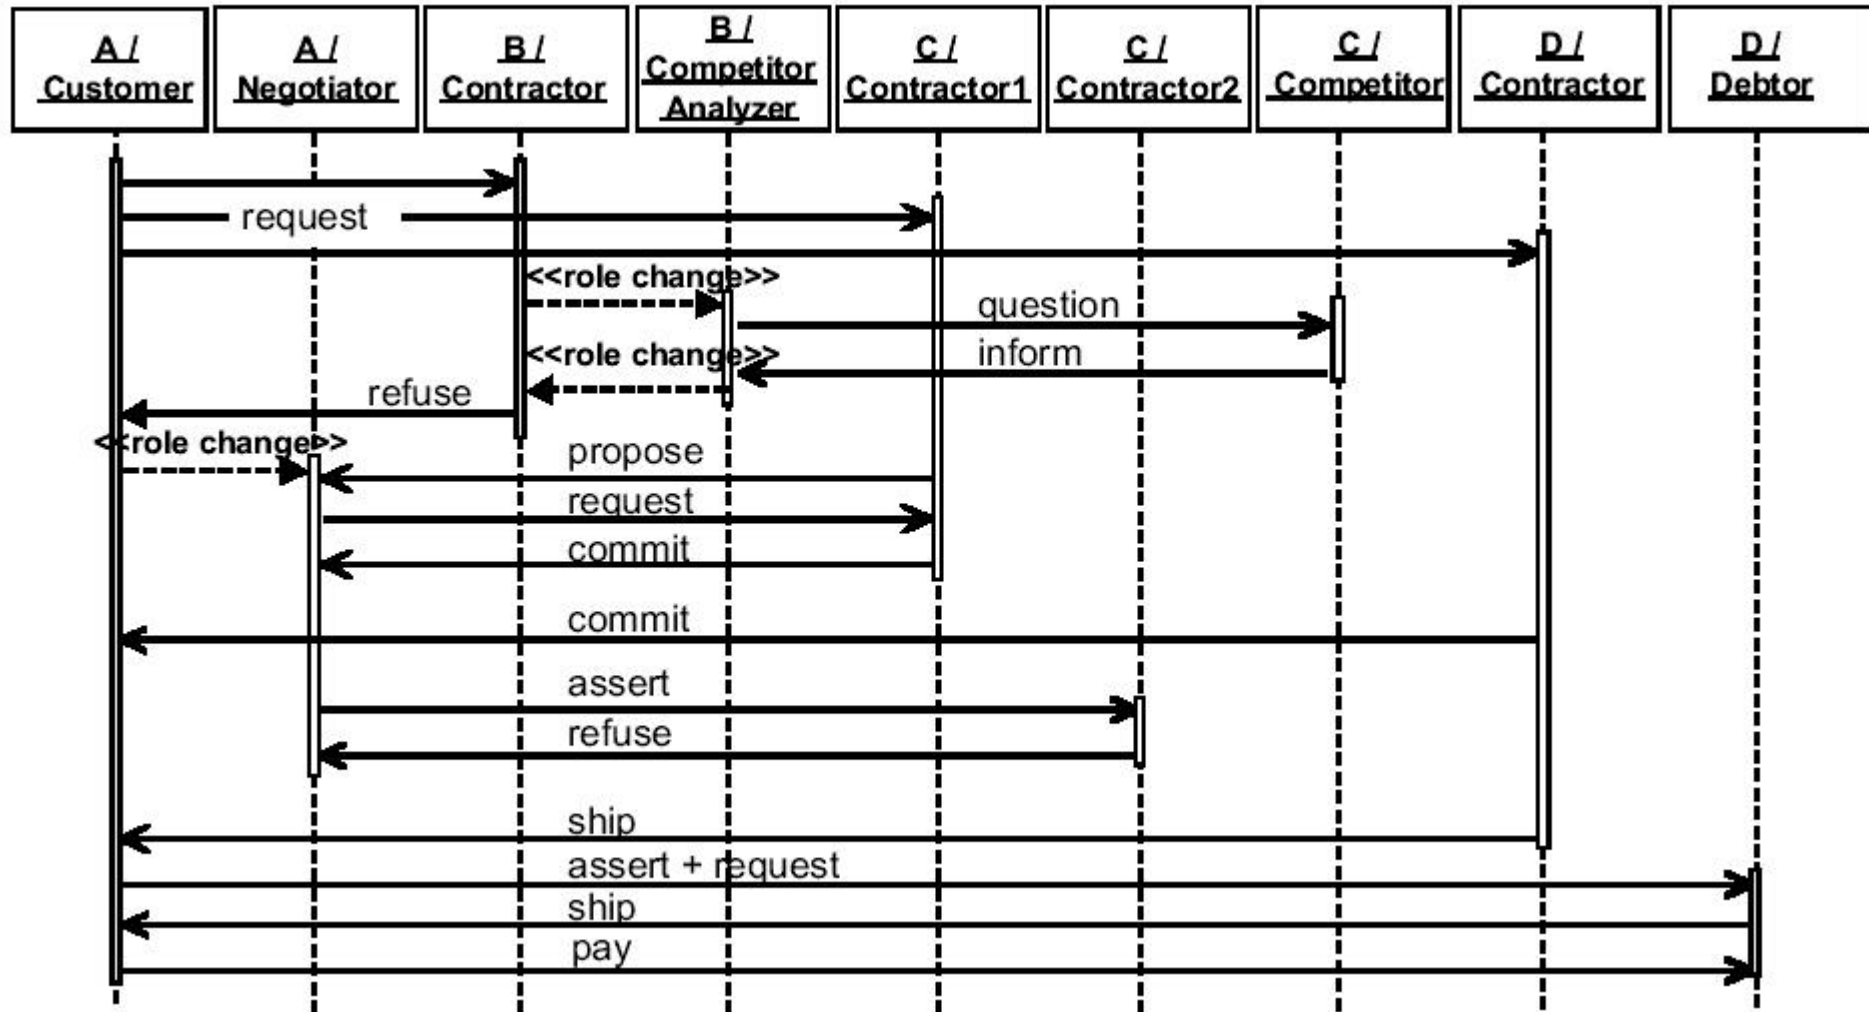 A /
Customer
A /
Negotiator
B /
Contractor
B /
Competitor
Analyzer
C /
Contractor1
C /
Contractor2
C /
Competitor
D /
Contractor
D /
Debtor
request
<<role change>>
question
<<role change>>
inform
refuse
<<role change>>
propose
request
commit
commit
assert
refuse
ship
assert + request
ship
pay